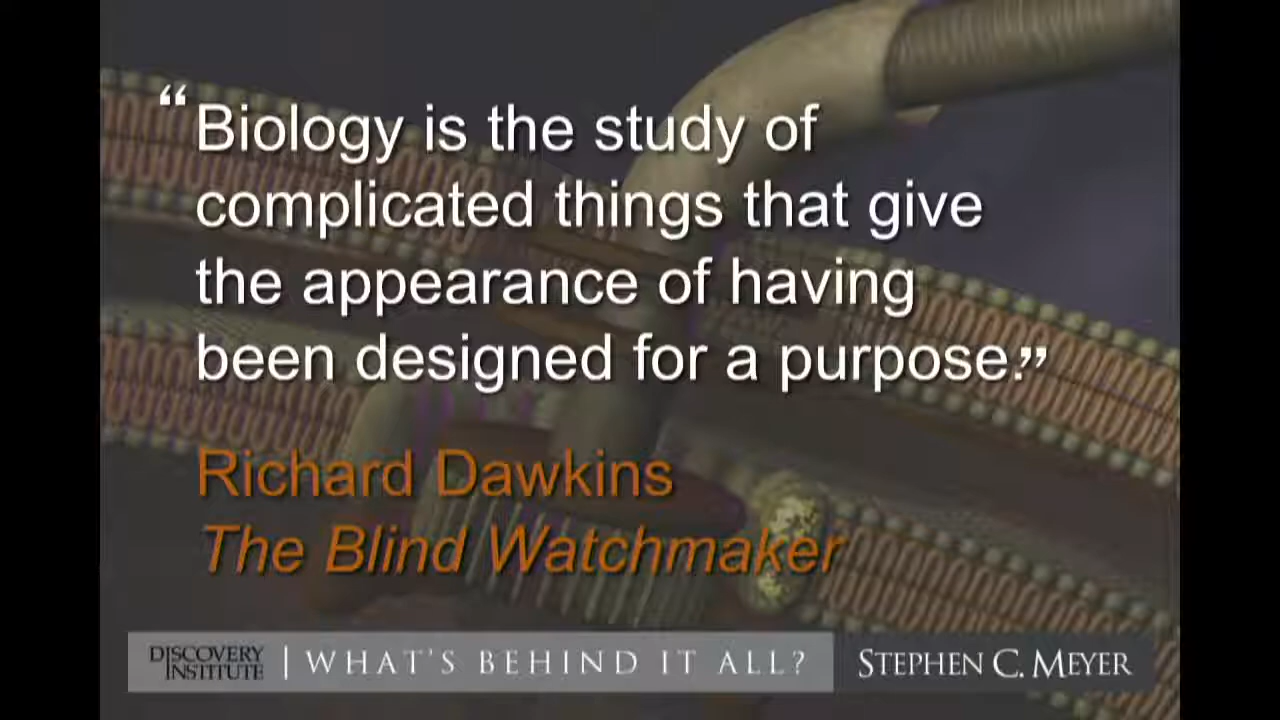 “Biology is the study of
complicated things that give
the appearance of having
been designed for a purpose.”
Richard Dawkins
The Blind Watchmaker
DISCOVERY
INSTITUTE
WHAT'S BEHIND IT ALL?
STEPHEN C. MEYER